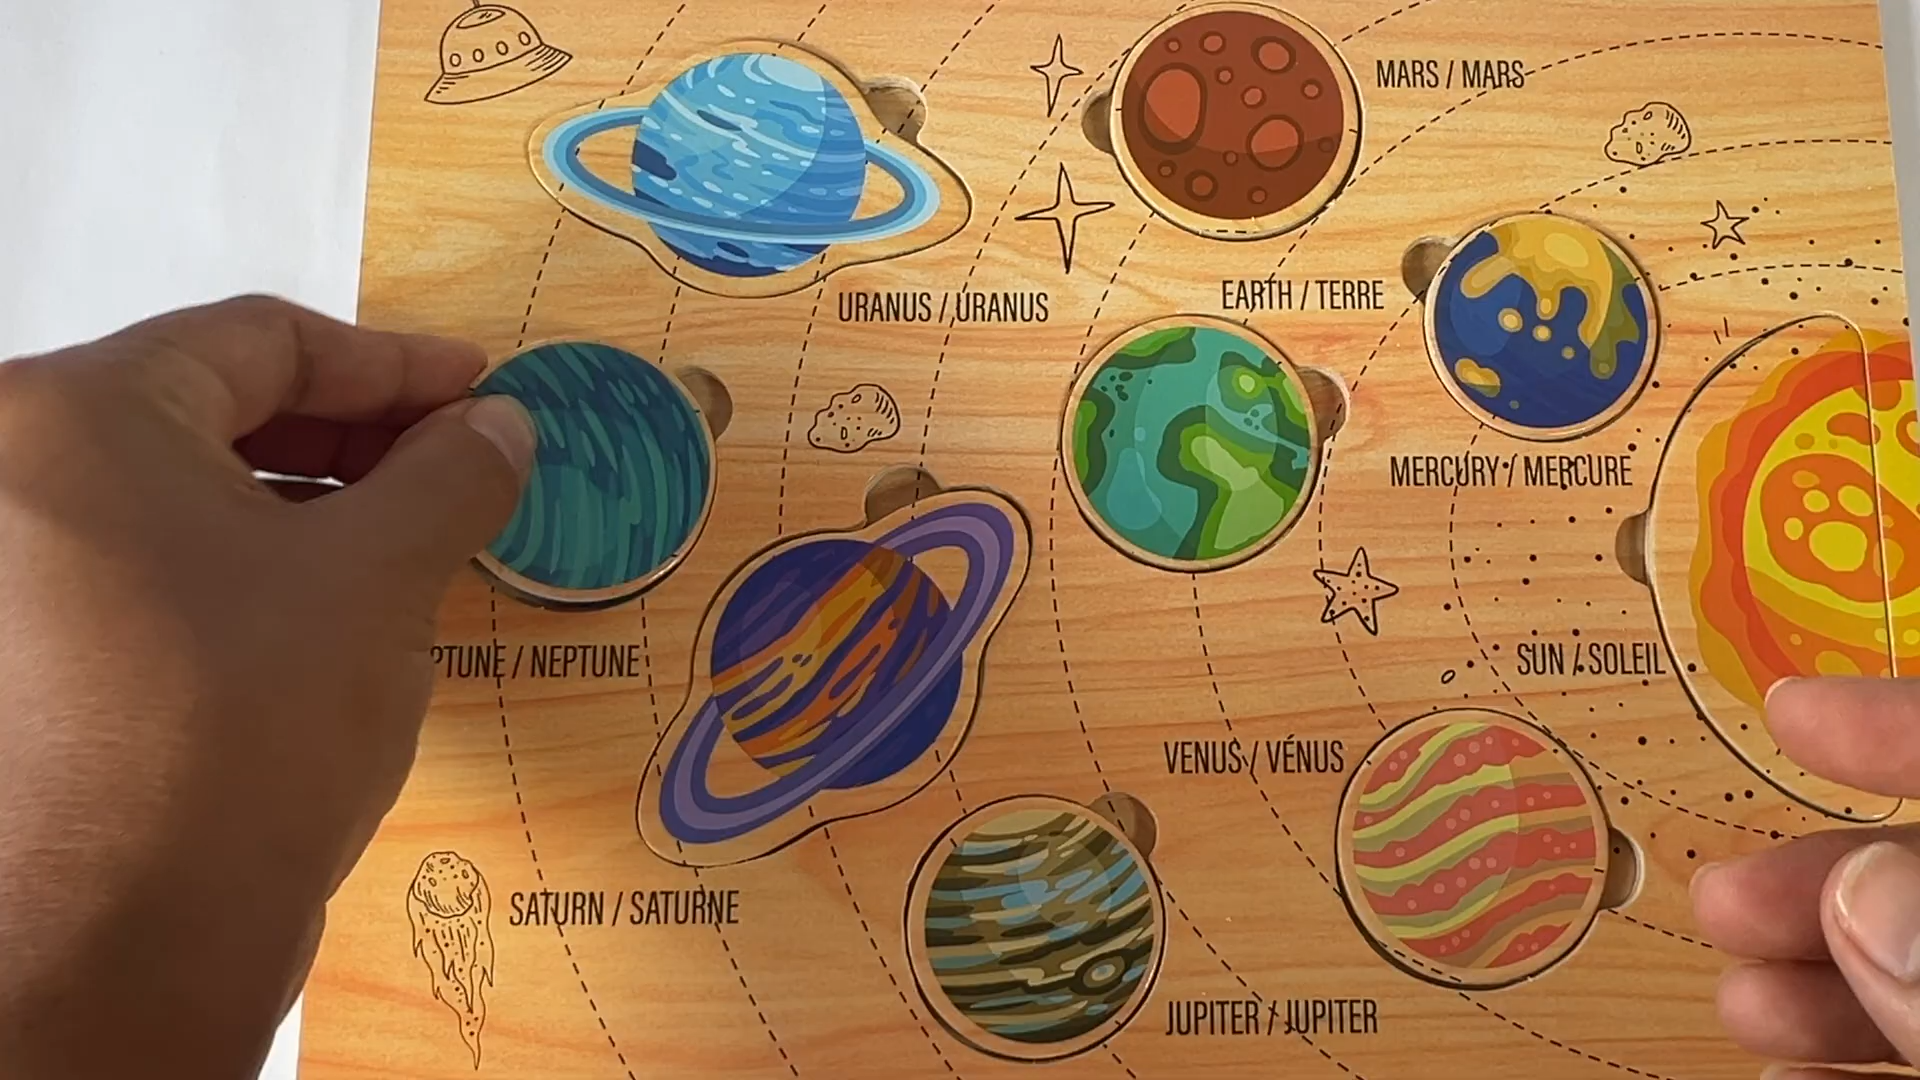 MARS / MARS
EARTH / TERRE
URANUS / URANUS
MERCURY / MERCURE
PTUNE / NEPTUNE
SUN / SOLEIL
VENUS / VÉNUS
SATURN / SATURNE
JUPITER / JUPITER